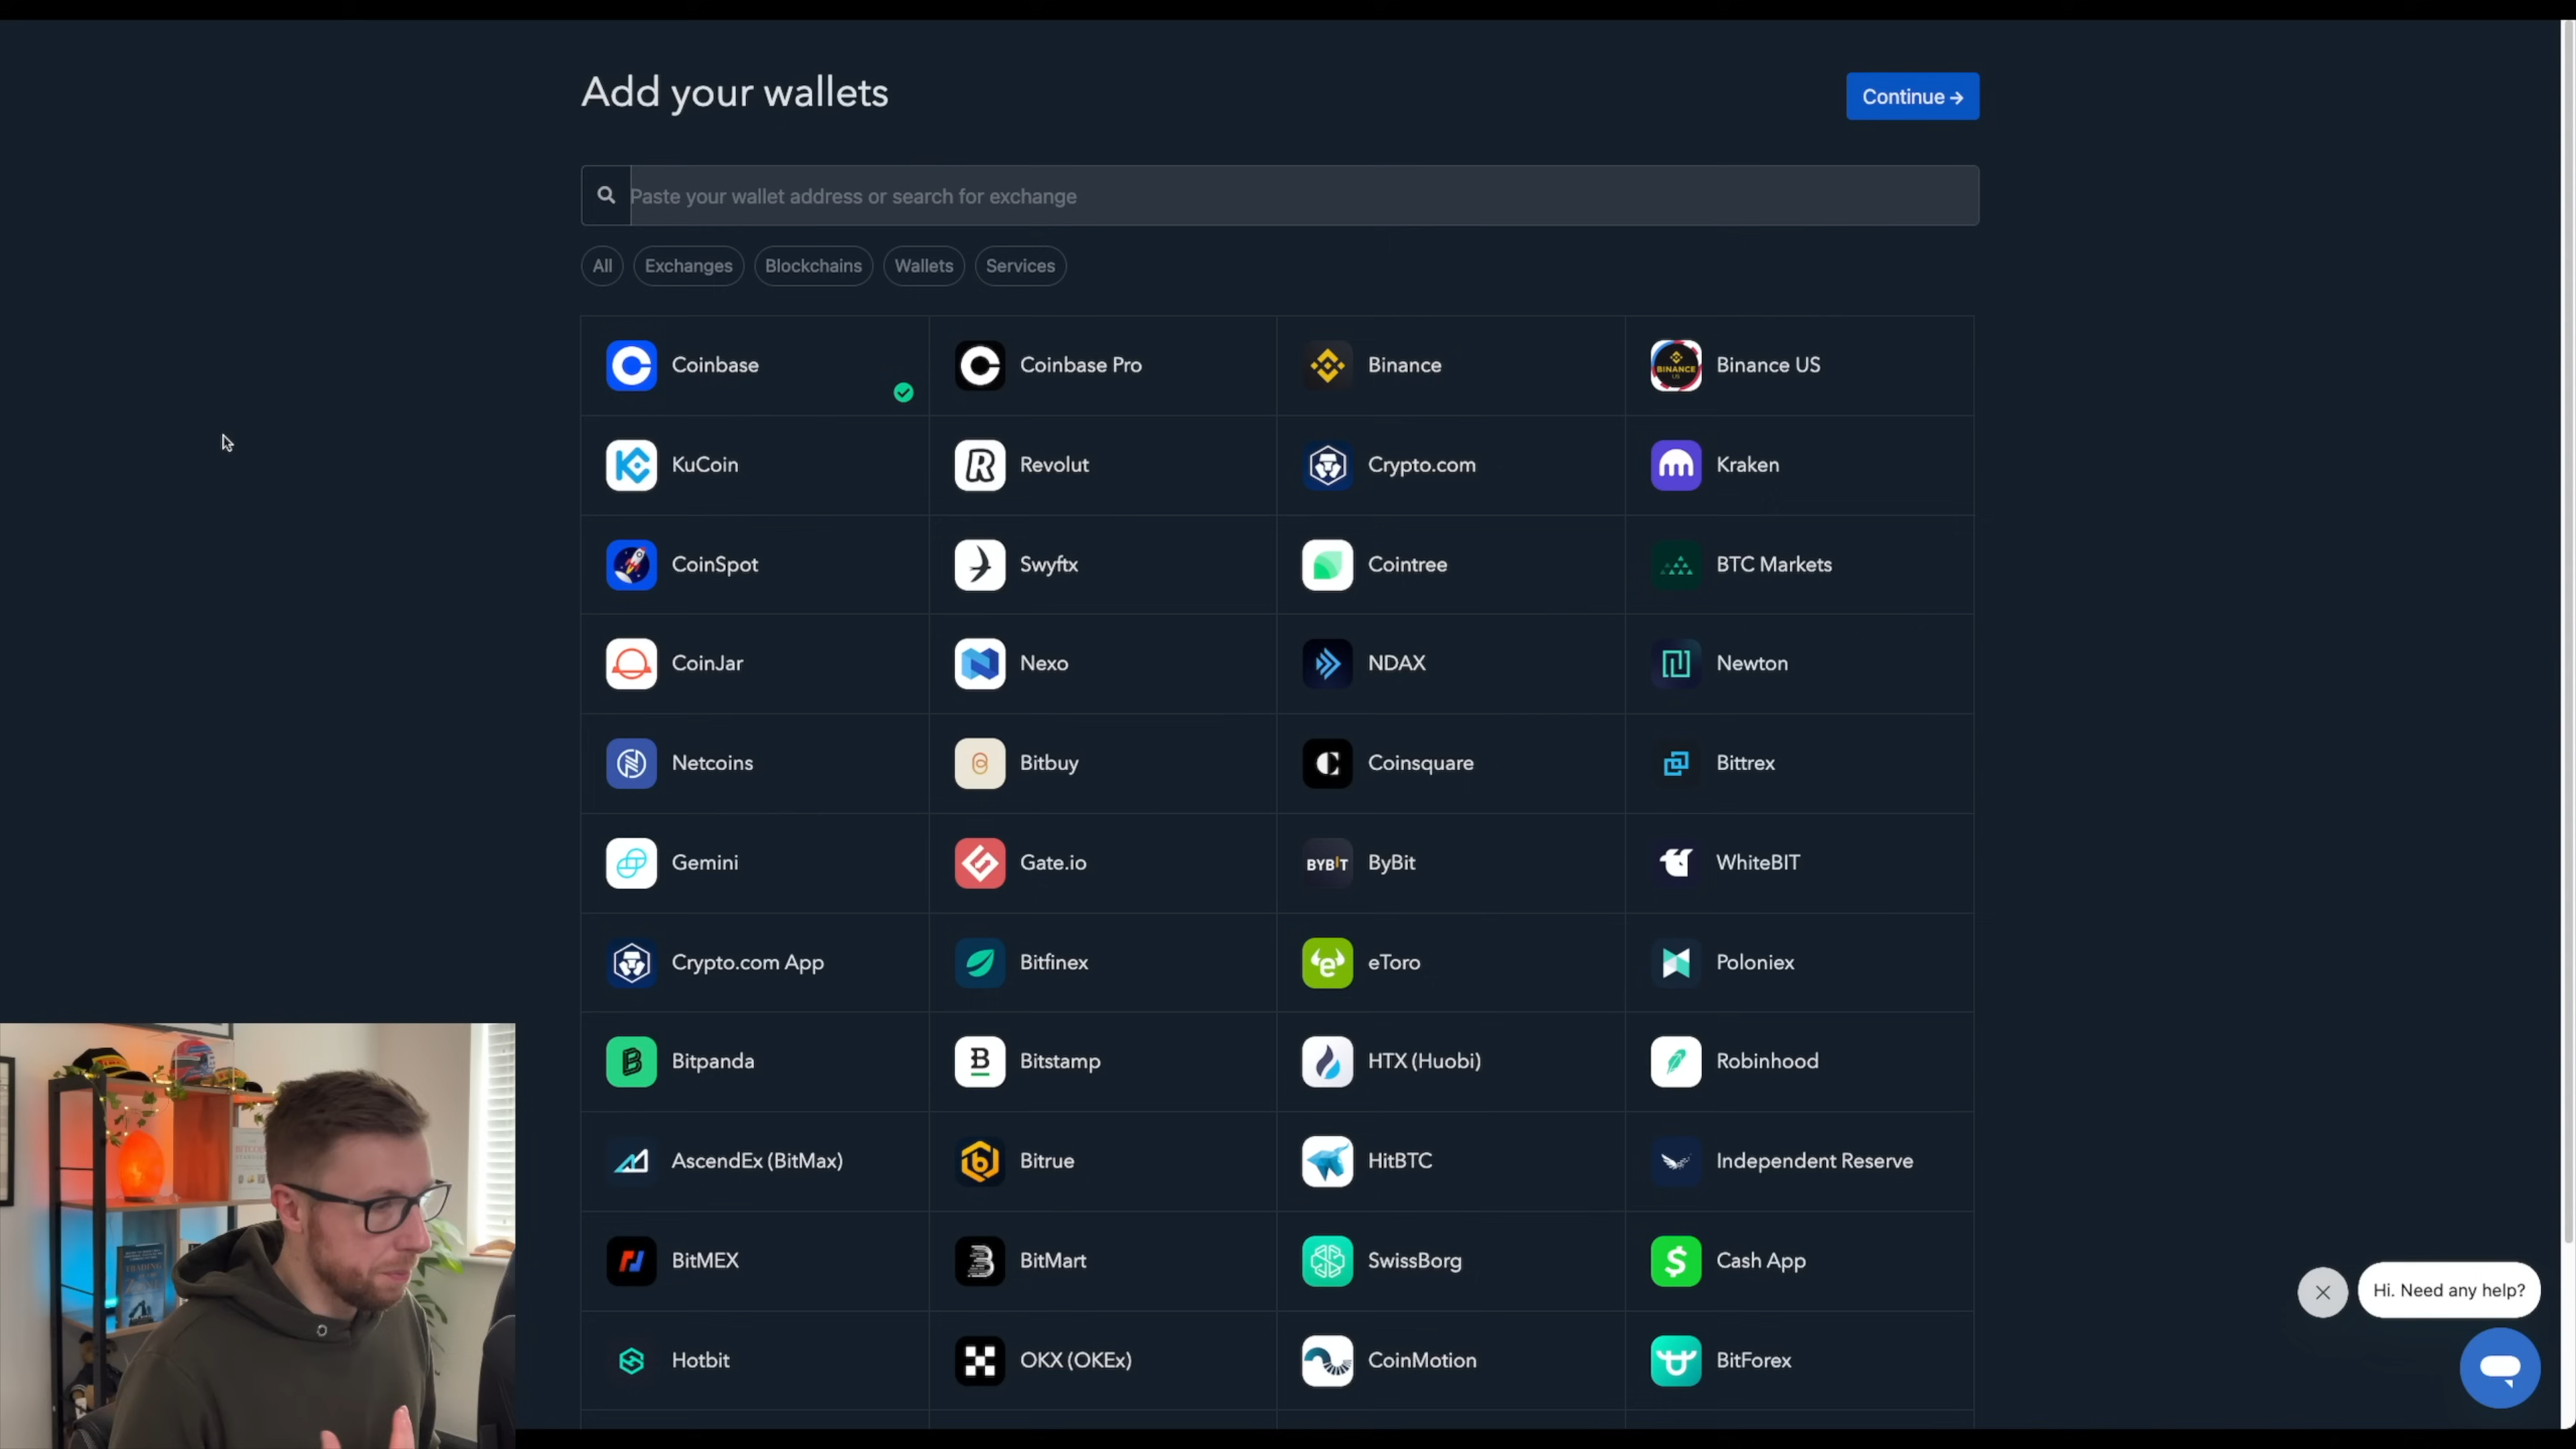 Add your wallets
Continue →
Paste your wallet address or search for exchange
All Exchanges Blockchains Wallets Services
Coinbase Coinbase Pro Binance BINANCE US Binance US
KuCoin Revolut Crypto.com Kraken
CoinSpot Swyftx Cointree BTC Markets
CoinJar Nexo NDAX Newton
Netcoins Bitbuy Coinsquare Bittrex
Gemini Gate.io BYBIT ByBit WhiteBIT
Crypto.com App Bitfinex eToro Poloniex
Bitpanda Bitstamp HTX (Huobi) Robinhood
AscendEx (BitMax) Bitrue HitBTC Independent Reserve
BitMEX BitMart SwissBorg Cash App
Hi. Need any help?
Hotbit OKX (OKEx) CoinMotion BitForex
TRADING